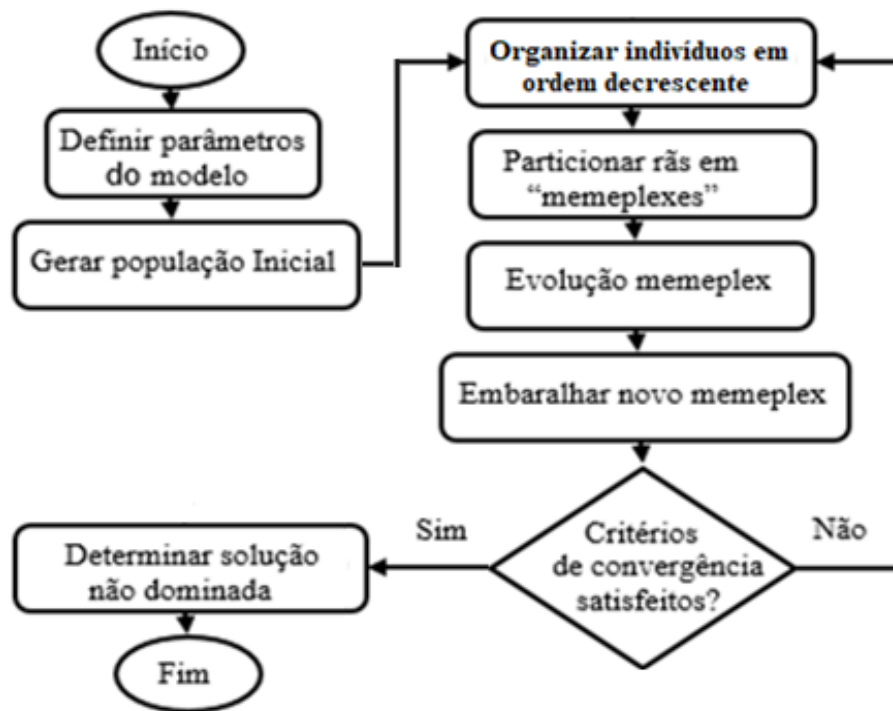 Início
Definir parâmetros
do modelo
Gerar população Inicial
Organizar indivíduos em
ordem decrescente
Particionar rãs em
“memeplexes”
Evolução memeplex
Embaralhar novo memeplex
Critérios
de convergência
satisfeitos?
Sim
Não
Determinar solução
não dominada
Fim